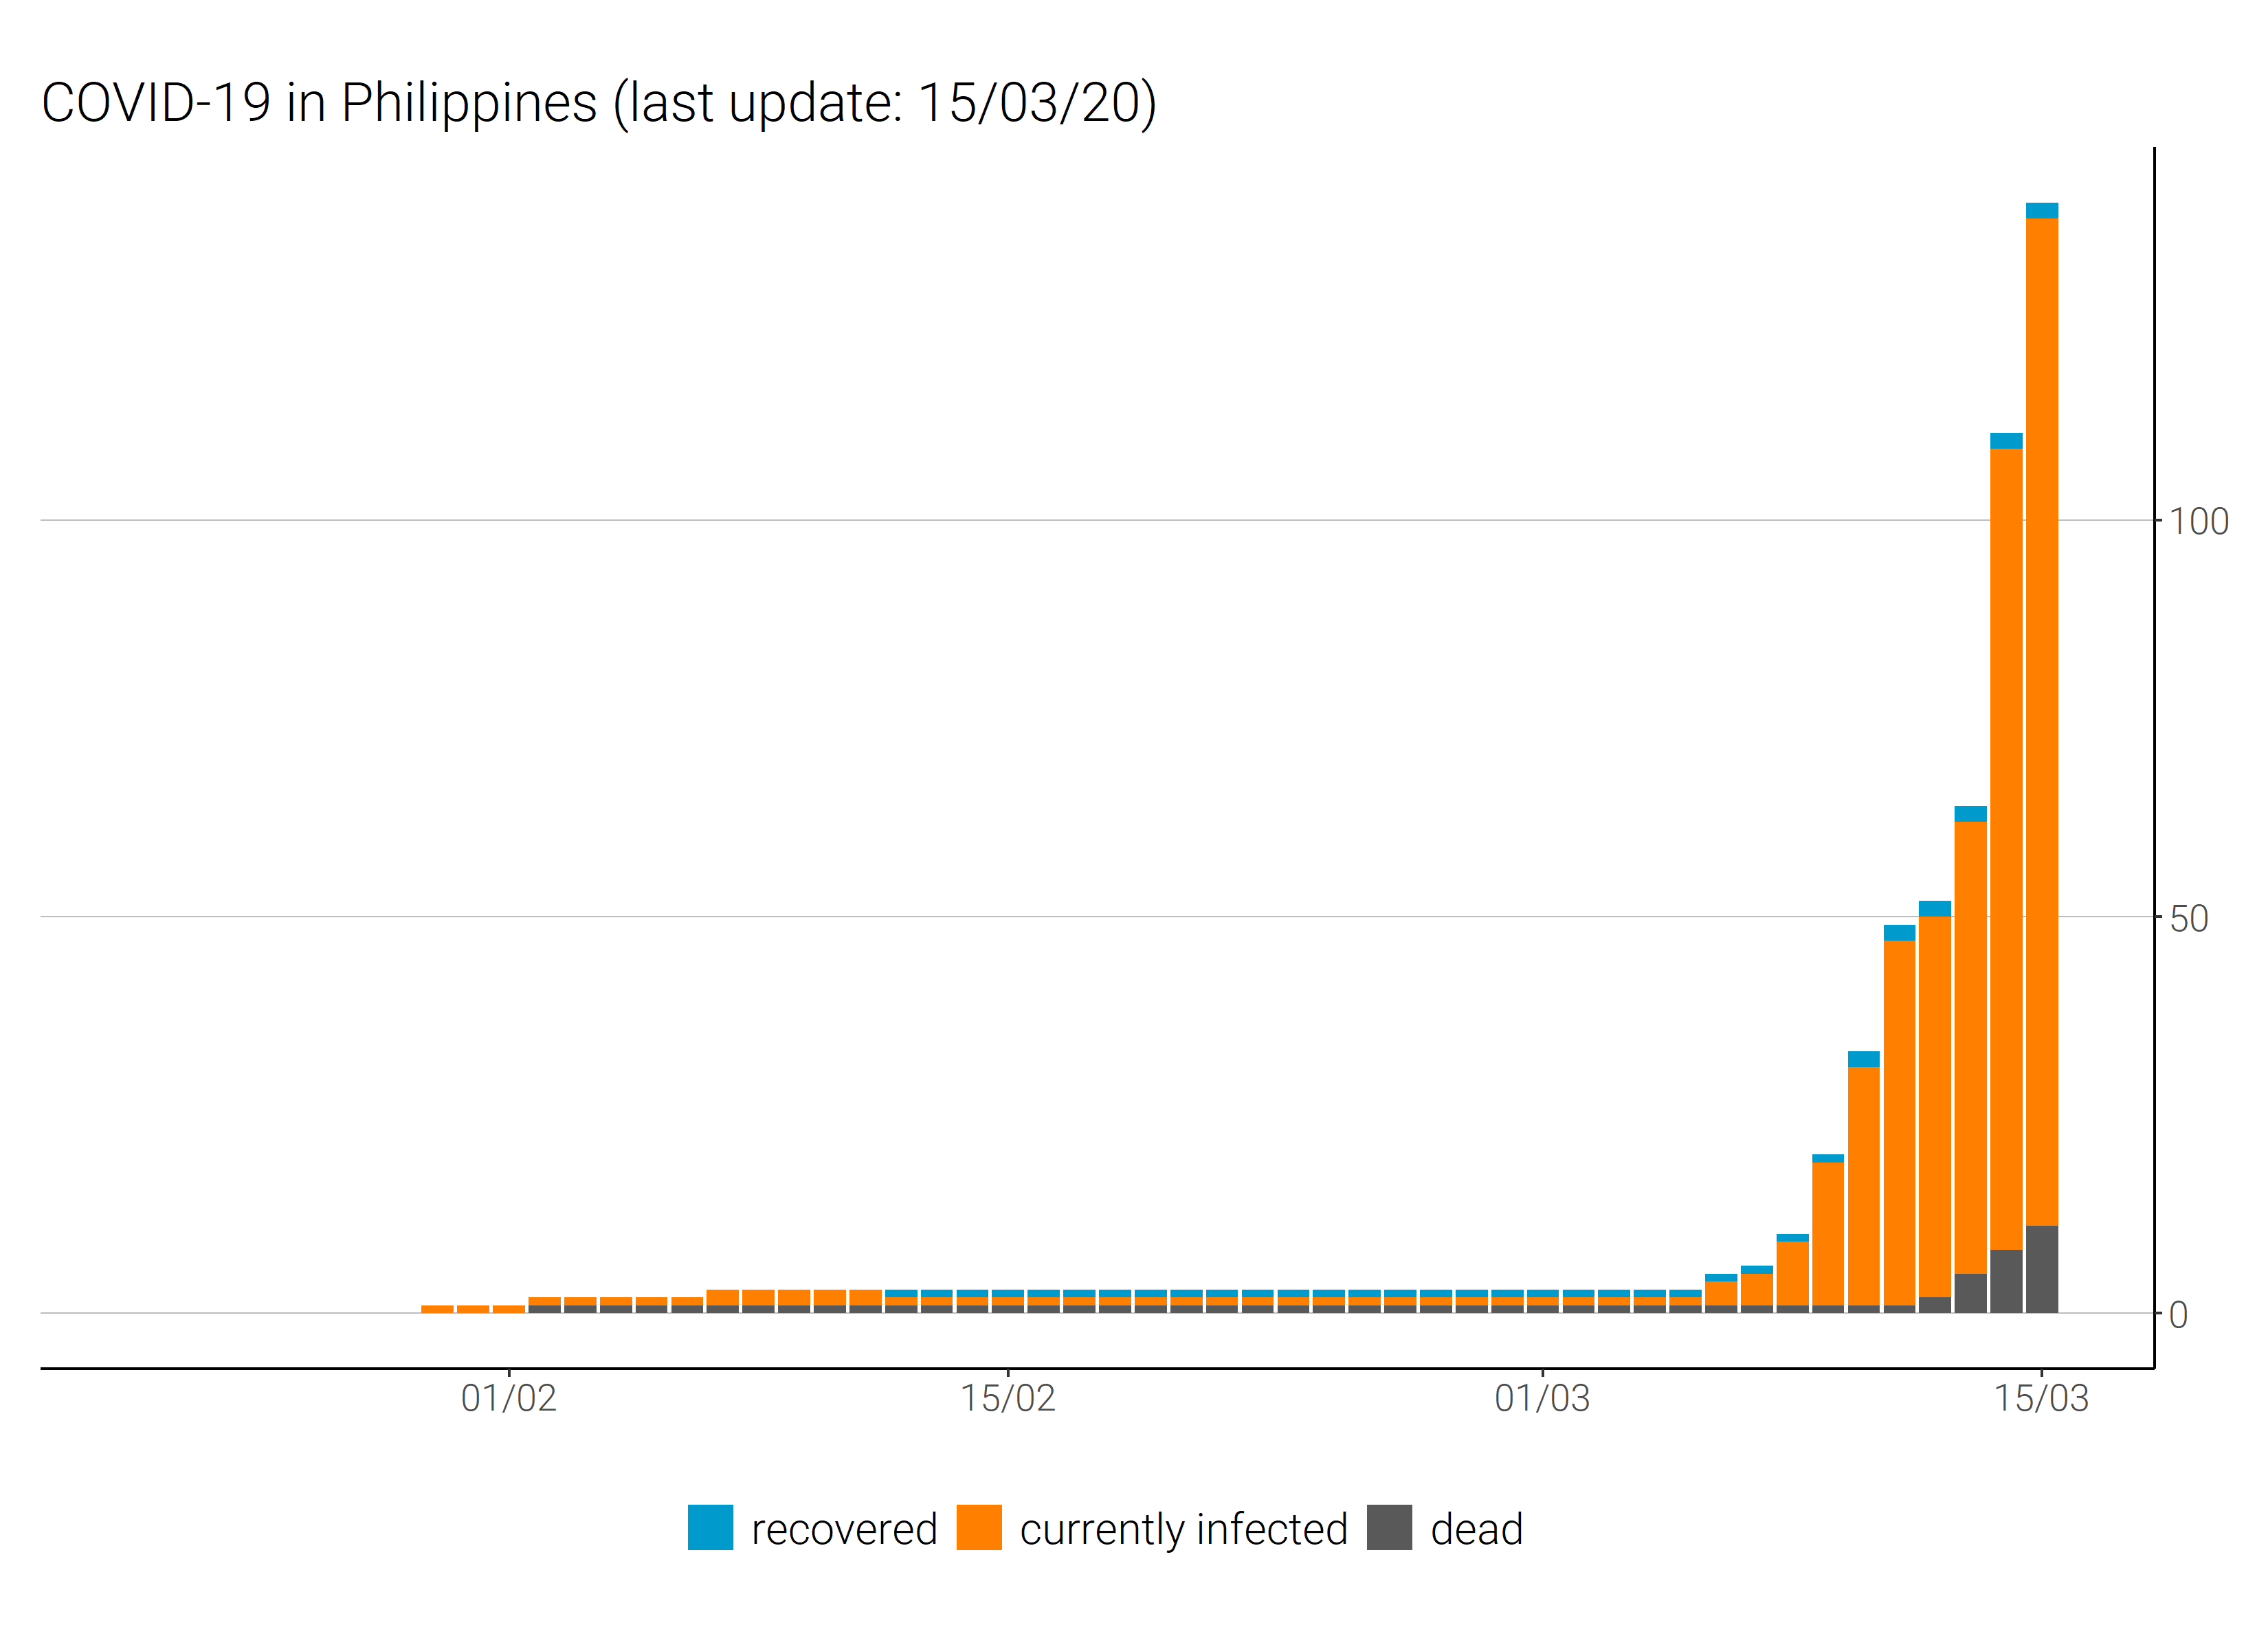 COVID-19 in Philippines (last update: 15/03/20)
100
50
0
01/02 15/02 01/03 15/03
recovered currently infected dead